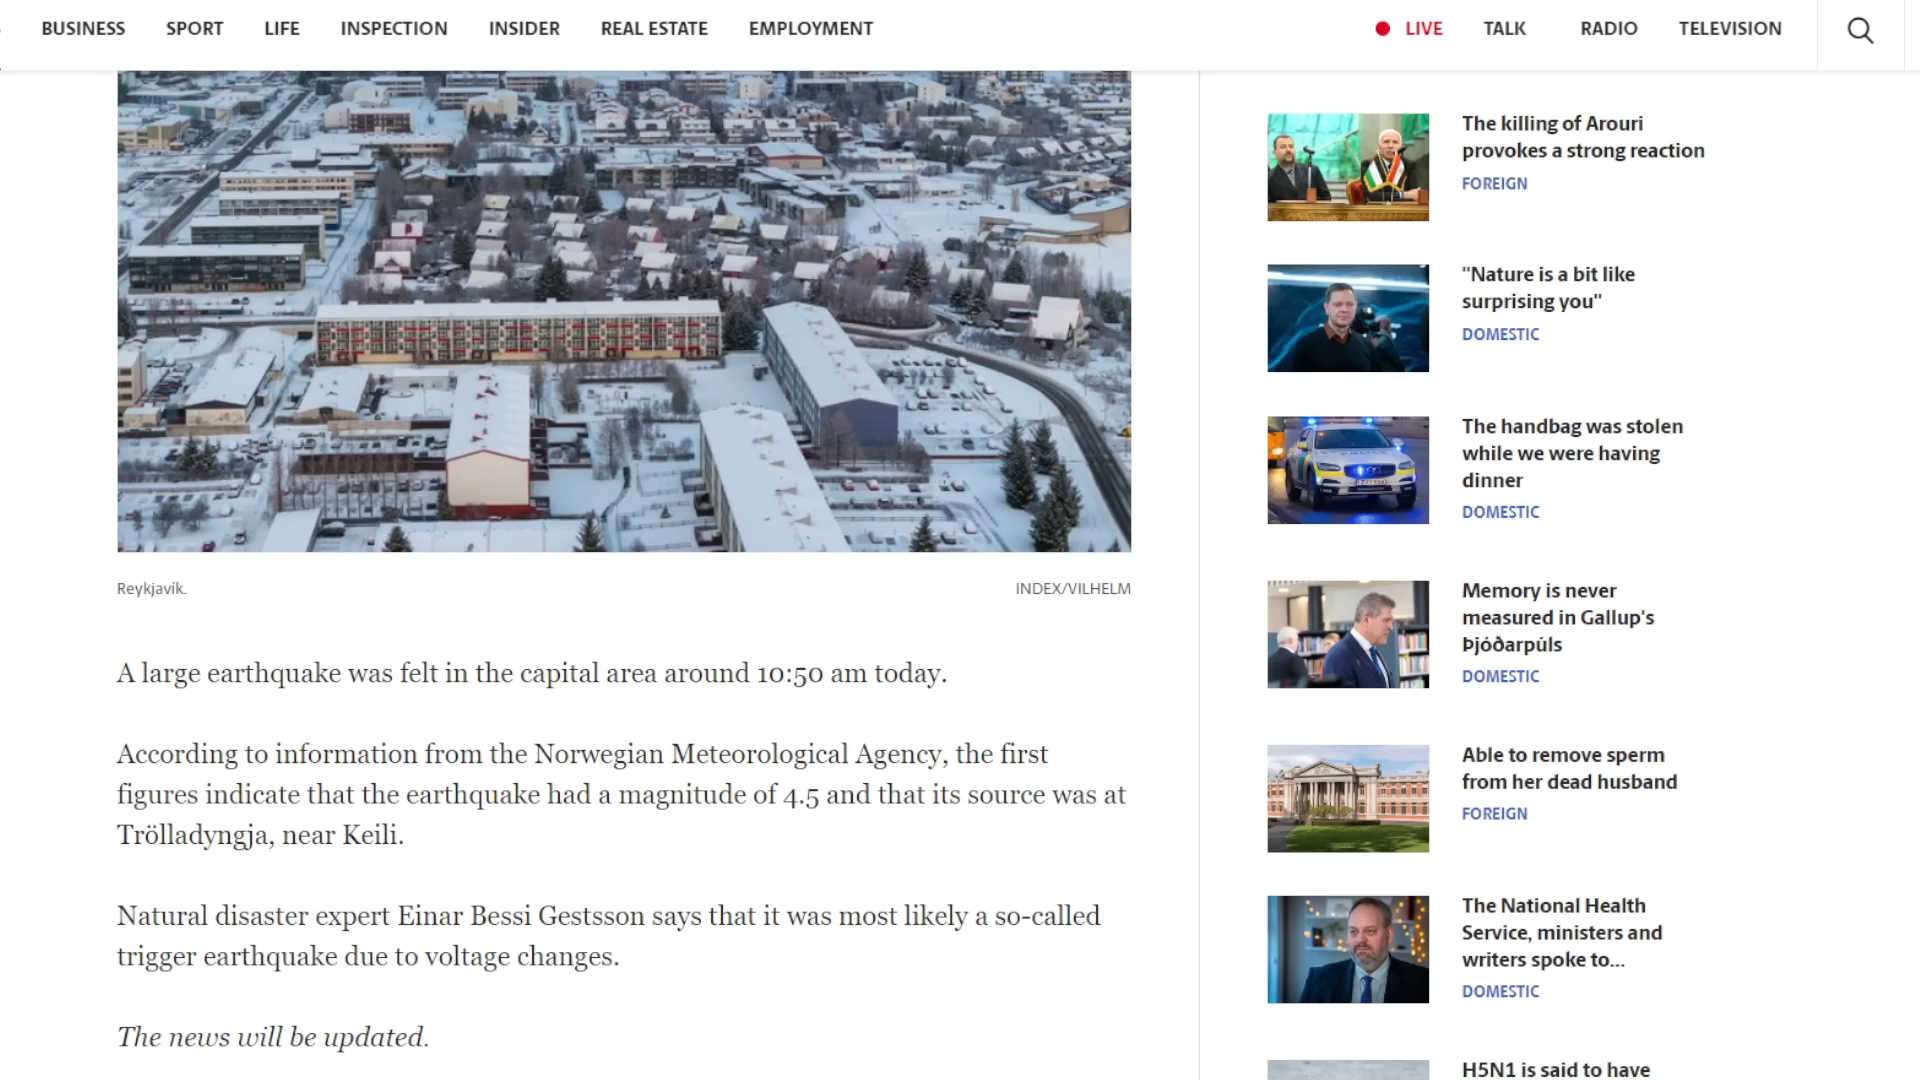 BUSINESS SPORT LIFE INSPECTION INSIDER REAL ESTATE EMPLOYMENT LIVE TALK RADIO TELEVISION
Reykjavík. INDEX/VILHELM
A large earthquake was felt in the capital area around 10:50 am today.
According to information from the Norwegian Meteorological Agency, the first
figures indicate that the earthquake had a magnitude of 4.5 and that its source was at
Trölladyngja, near Keili.
Natural disaster expert Einar Bessi Gestsson says that it was most likely a so-called
trigger earthquake due to voltage changes.
The news will be updated.
The killing of Arouri
provokes a strong reaction
FOREIGN
"Nature is a bit like
surprising you"
DOMESTIC
The handbag was stolen
while we were having
dinner
DOMESTIC
Memory is never
measured in Gallup's
Þjóðarpúls
DOMESTIC
Able to remove sperm
from her dead husband
FOREIGN
The National Health
Service, ministers and
writers spoke to...
DOMESTIC
H5N1 is said to have